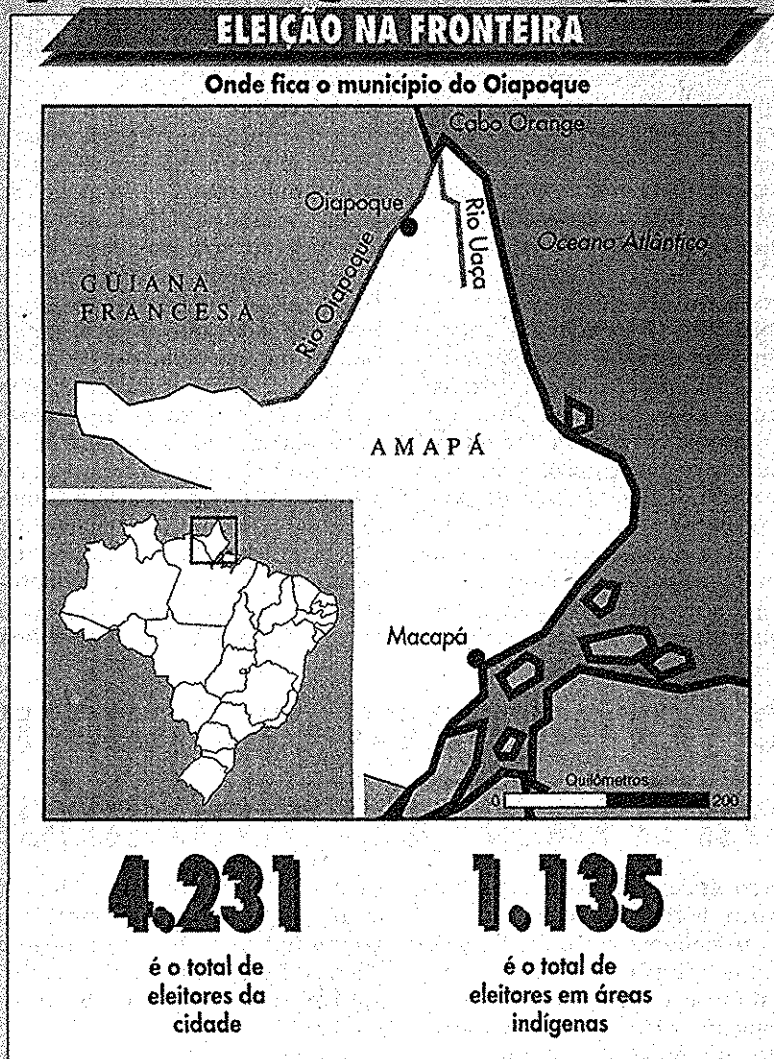 ELEIÇÃO NA FRONTEIRA
Onde fica o município do Oiapoque
Cabo Orange
Oiapoque
Rio Uaça
Oceano Atlântico
GUIANA
FRANCESA
Rio Oiapoque
AMAPÁ
Macapá
Quilômetros
0 200
4.231
é o total de
eleitores da
cidade
1.135
é o total de
eleitores em áreas
indígenas